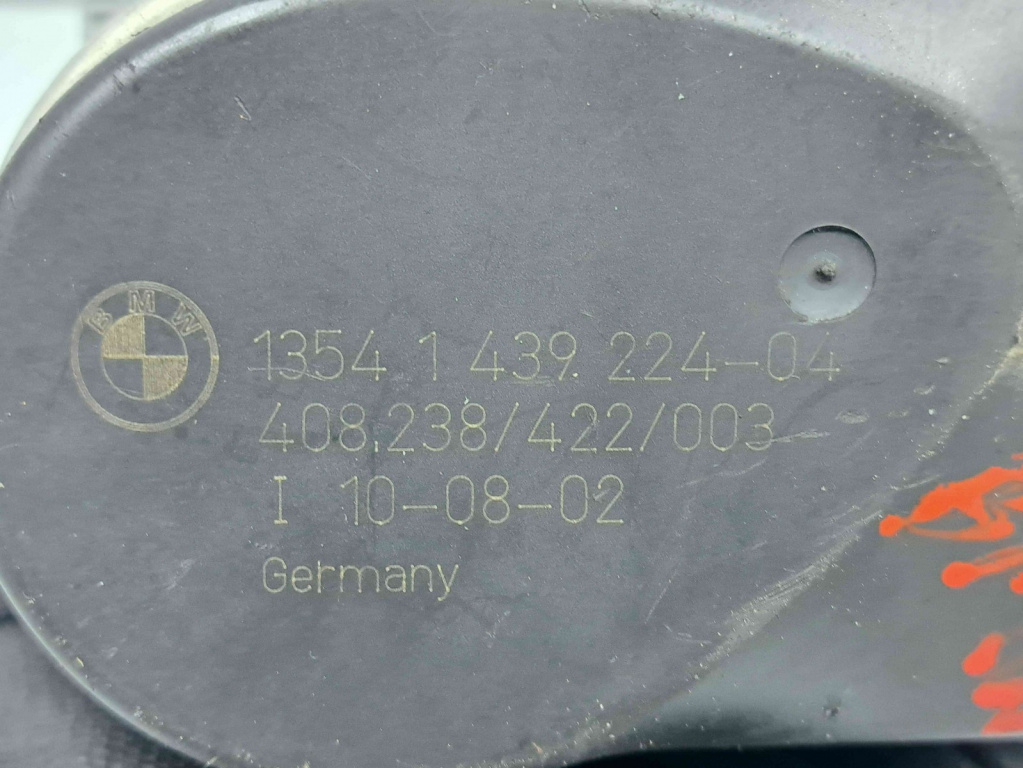 BMW
1354 1 439 224-04
408.238/422/003
I 10-08-02
Germany